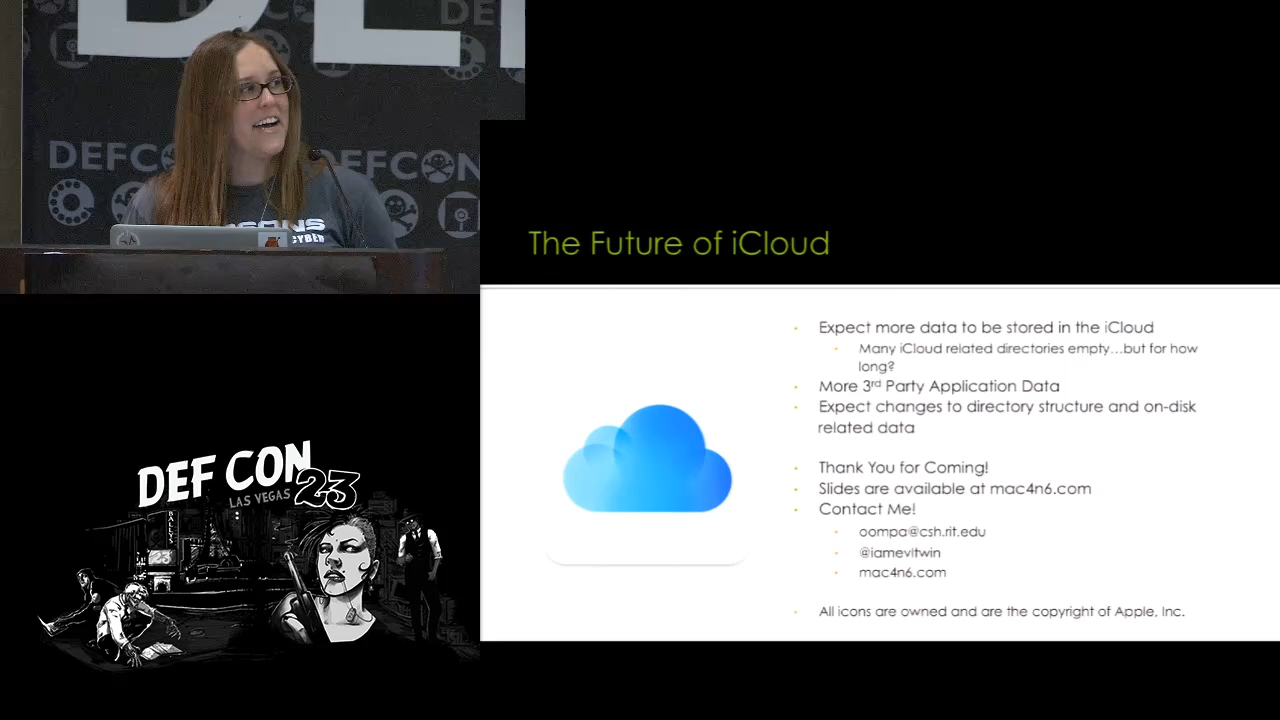 DEFCON
DEFCON
CYBER
The Future of iCloud
Expect more data to be stored in the iCloud
Many iCloud related directories empty...but for how
long?
More 3rd Party Application Data
Expect changes to directory structure and on-disk
related data
Thank You for Coming!
Slides are available at mac4n6.com
Contact Me!
oompa@csh.rit.edu
@iamevltwin
mac4n6.com
All icons are owned and are the copyright of Apple, Inc.
DEF CON
LAS VEGAS 23
BALLYS